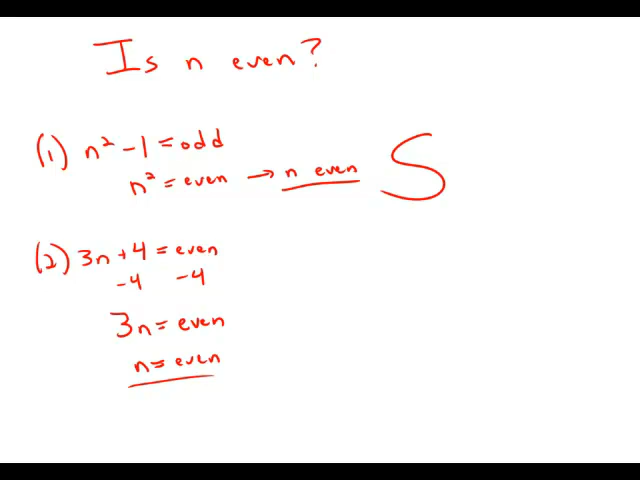 Is n even?
(1) n² - 1 = odd
n² = even → n even
S
(2) 3n + 4 = even
-4 -4
3n = even
n = even